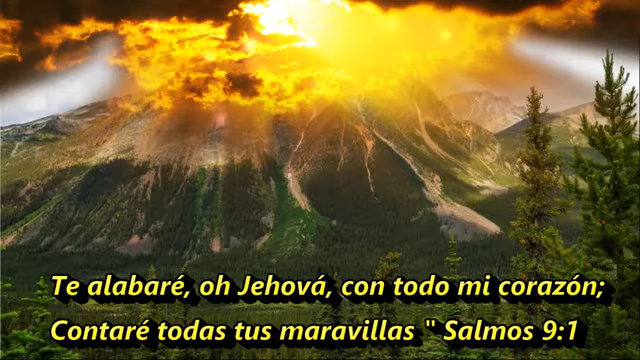 Te alabaré, oh Jehová, con todo mi corazón;
Contaré todas tus maravillas " Salmos 9:1